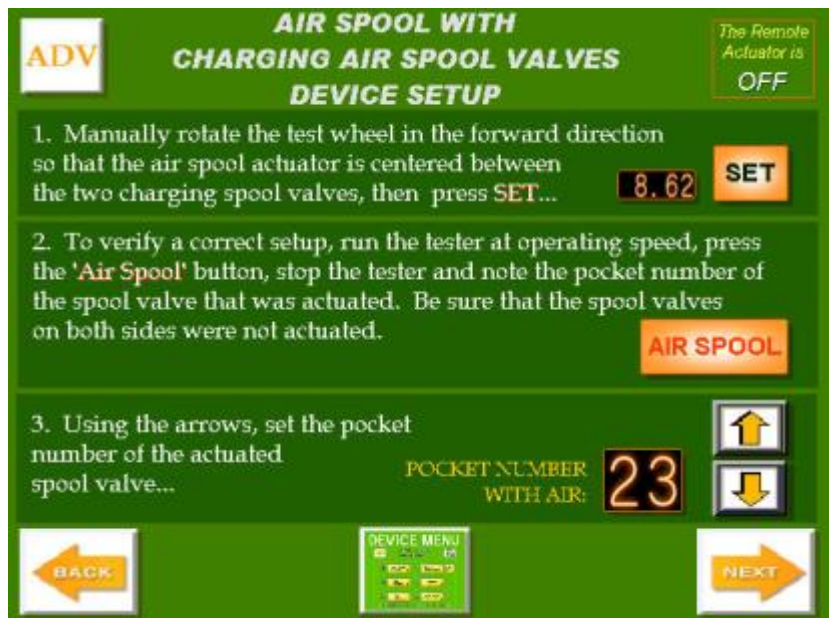 ADV
AIR SPOOL WITH
CHARGING AIR SPOOL VALVES
DEVICE SETUP
The Remote
Actuator is
OFF
1. Manually rotate the test wheel in the forward direction
so that the air spool actuator is centered between
the two charging spool valves, then press SET...
8.62
SET
2. To verify a correct setup, run the tester at operating speed, press
the 'Air Spool' button, stop the tester and note the pocket number of
the spool valve that was actuated. Be sure that the spool valves
on both sides were not actuated.
AIR SPOOL
3. Using the arrows, set the pocket
number of the actuated
spool valve...
POCKET NUMBER
WITH AIR:
23
BACK
DEVICE MENU
NEXT